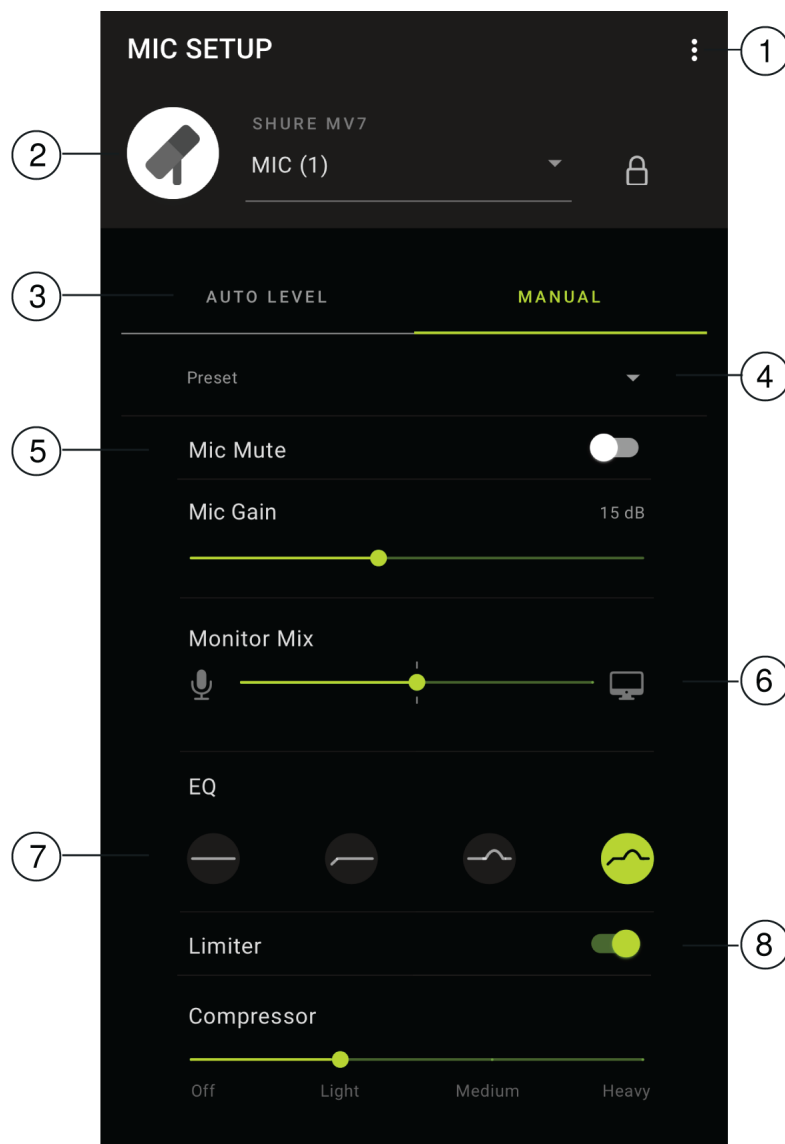 MIC SETUP
1
SHURE MV7
2
MIC (1)
3
AUTO LEVEL
MANUAL
Preset
4
5
Mic Mute
Mic Gain
15 dB
Monitor Mix
6
EQ
7
Limiter
8
Compressor
Off
Light
Medium
Heavy